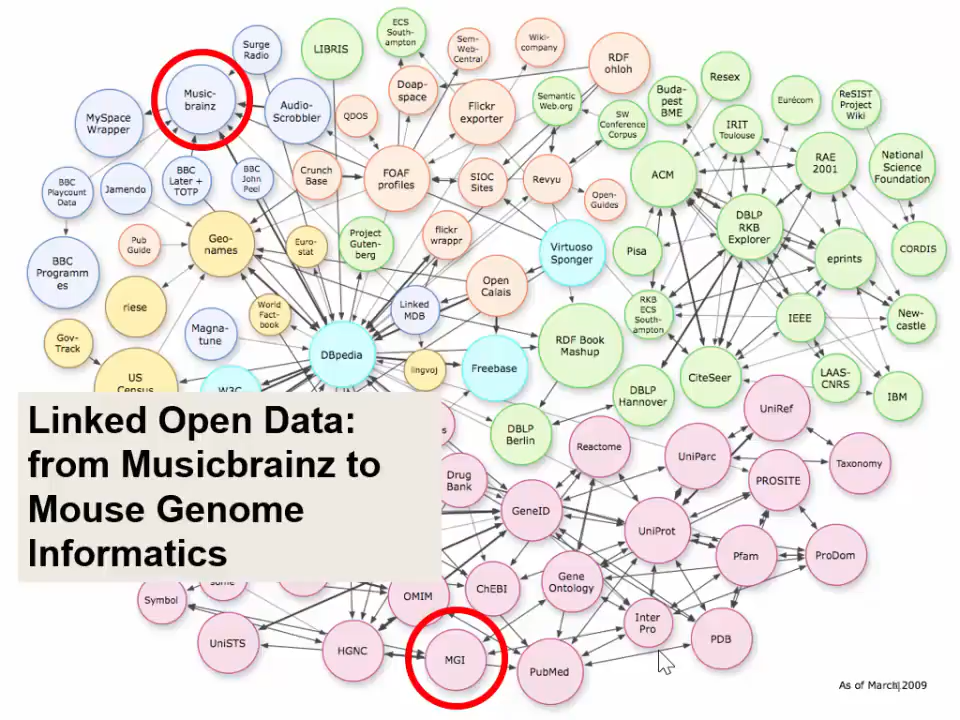 Surge
Radio
LIBRIS
ECS
South-
ampton
Sem-
Web-
Central
Wiki-
company
RDF
ohloh
Music-
brainz
MySpace
Wrapper
Audio-
Scrobbler
QDOS
Doap-
space
Flickr
exporter
Semantic
Web.org
SW
Conference
Corpus
Buda-
pest
BME
Resex
Eurécom
ReSIST
Project
Wiki
IRIT
Toulouse
RAE
2001
National
Science
Foundation
BBC
Playcount
Data
Jamendo
BBC
Later +
TOTP
BBC
John
Peel
Crunch
Base
FOAF
profiles
SIOC
Sites
Revyu
Open-
Guides
ACM
DBLP
RKB
Explorer
BBC
Programm
es
Pub
Guide
Geo-
names
Euro-
stat
Project
Guten-
berg
flickr
wrappr
Virtuoso
Sponger
Pisa
eprints
CORDIS
riese
World
Fact-
book
Magna-
tune
Linked
MDB
Open
Calais
RKB
ECS
South-
ampton
IEEE
New-
castle
Gov-
Track
US
Census
W3C
DBpedia
lingvoj
Freebase
RDF Book
Mashup
DBLP
Hannover
CiteSeer
LAAS-
CNRS
IBM
DBLP
Berlin
UniRef
Linked Open Data:
from Musicbrainz to
Mouse Genome
Informatics
s
Drug
Bank
Reactome
UniParc
Taxonomy
PROSITE
GeneID
UniProt
Pfam
ProDom
Symbol
some
OMIM
ChEBI
Gene
Ontology
Inter
Pro
PDB
UniSTS
HGNC
MGI
PubMed
As of March 2009